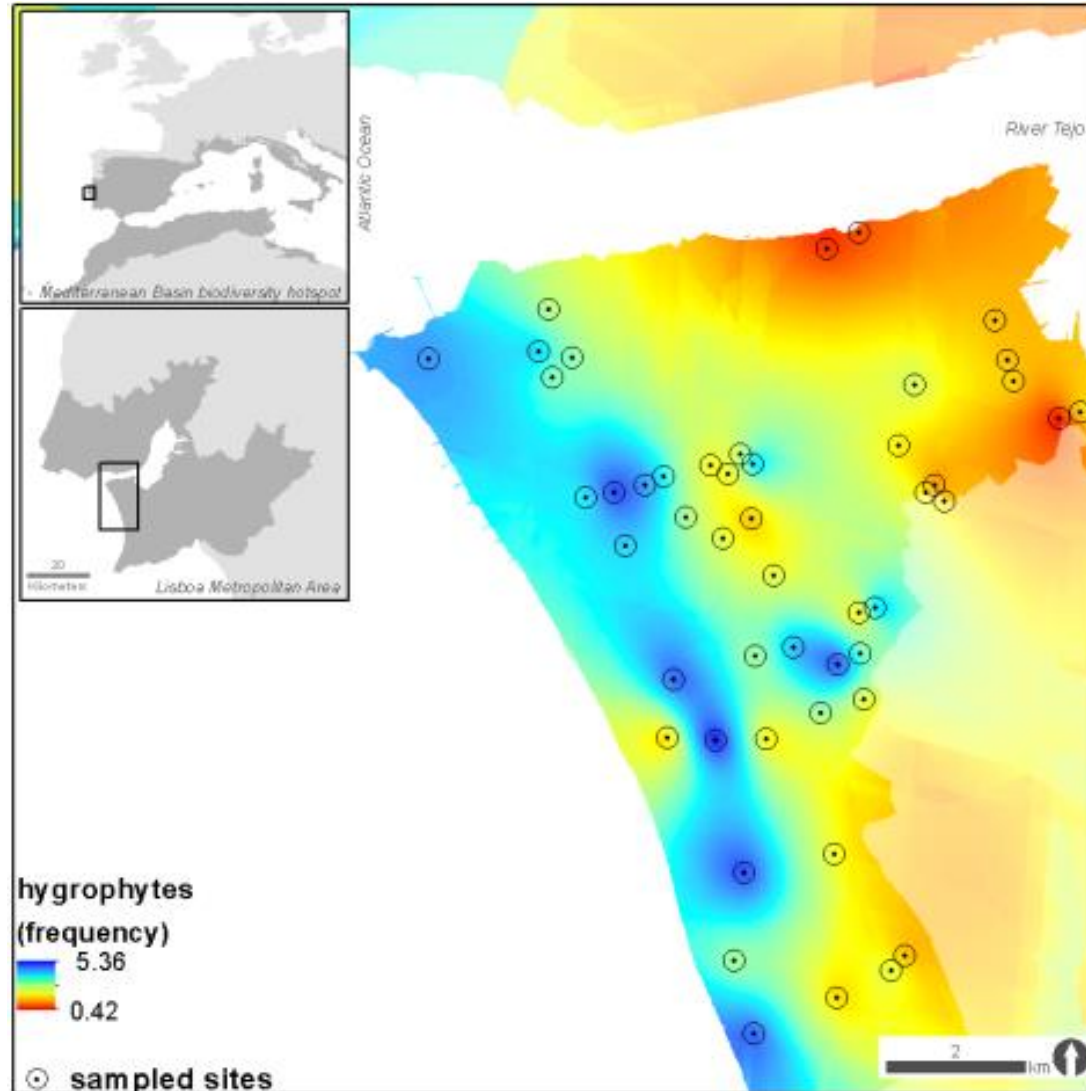 River Tejo
Atlantic Ocean
Mediterranean Basin biodiversity hotspot
20
Kilometers
Lisboa Metropolitan Area
hygrophytes
(frequency)
5.36
0.42
sampled sites
2
km